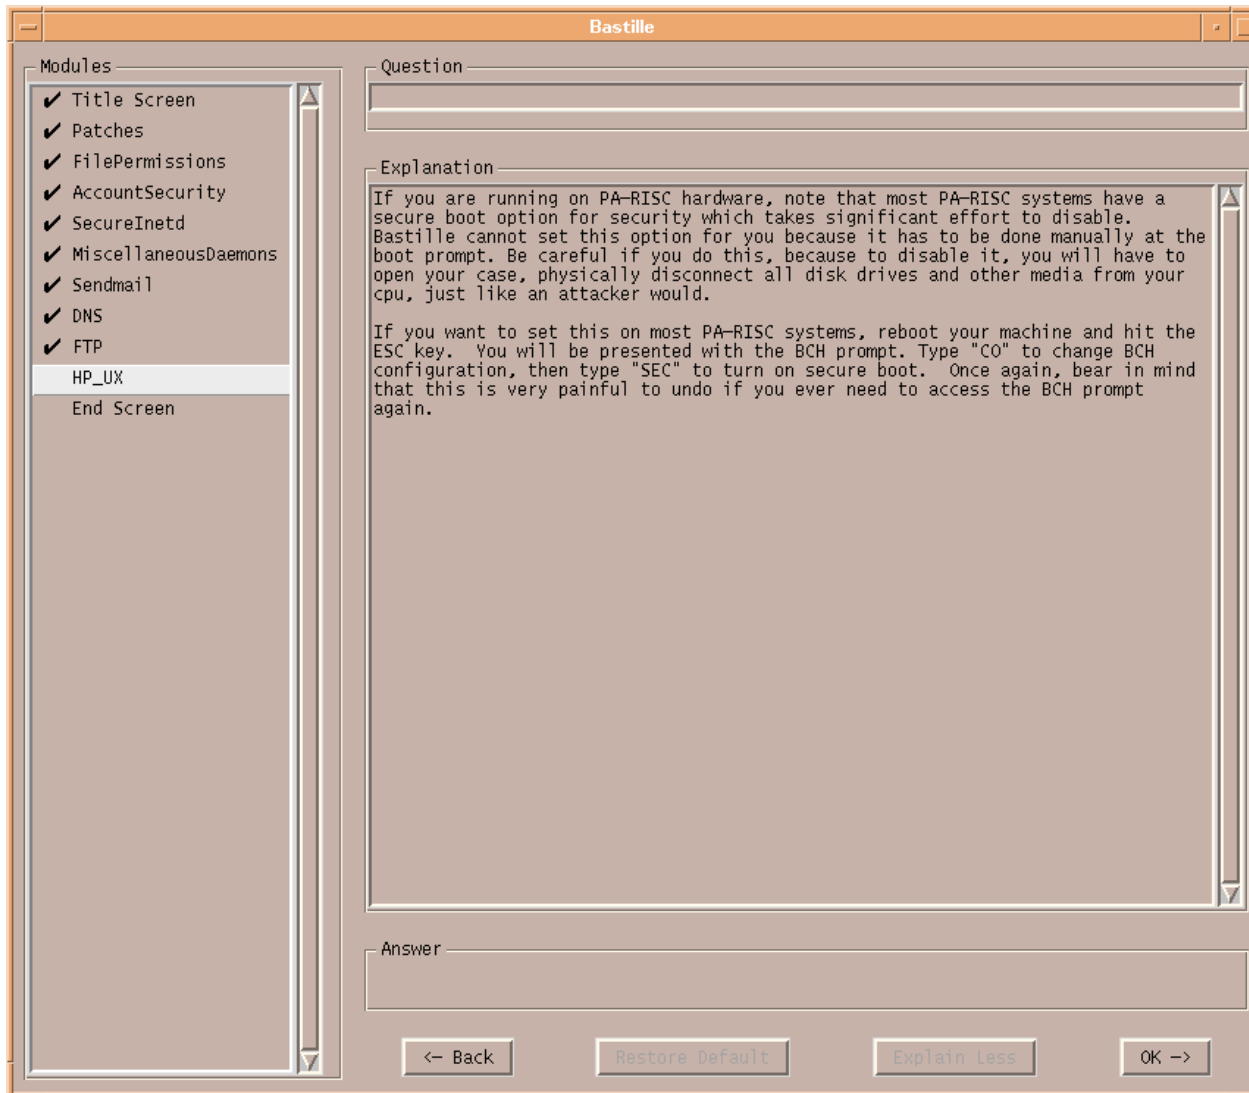 Bastille
Modules
Title Screen
Patches
FilePermissions
AccountSecurity
SecureInetd
MiscellaneousDaemons
Sendmail
DNS
FTP
HP_UX
End Screen
Question
Explanation
If you are running on PA-RISC hardware, note that most PA-RISC systems have a
secure boot option for security which takes significant effort to disable.
Bastille cannot set this option for you because it has to be done manually at the
boot prompt. Be careful if you do this, because to disable it, you will have to
open your case, physically disconnect all disk drives and other media from your
cpu, just like an attacker would.
If you want to set this on most PA-RISC systems, reboot your machine and hit the
ESC key.  You will be presented with the BCH prompt. Type "CO" to change BCH
configuration, then type "SEC" to turn on secure boot.  Once again, bear in mind
that this is very painful to undo if you ever need to access the BCH prompt
again.
Answer
<- Back
Restore Default
Explain Less
OK ->